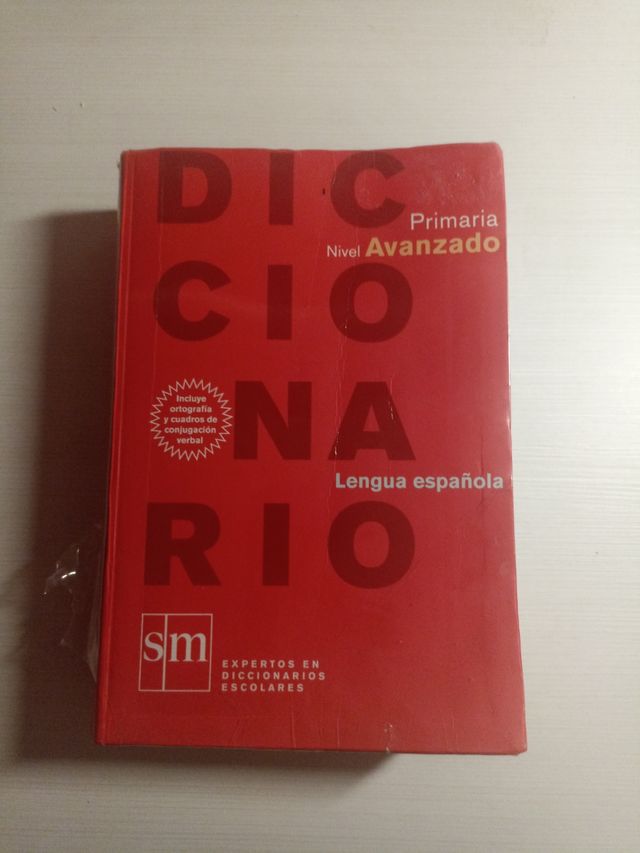 DIC
CIO
NA
RIO
Primaria
Nivel Avanzado
Incluye
ortografía
y cuadros de
conjugación
verbal
Lengua española
sm
EXPERTOS EN
DICCIONARIOS
ESCOLARES